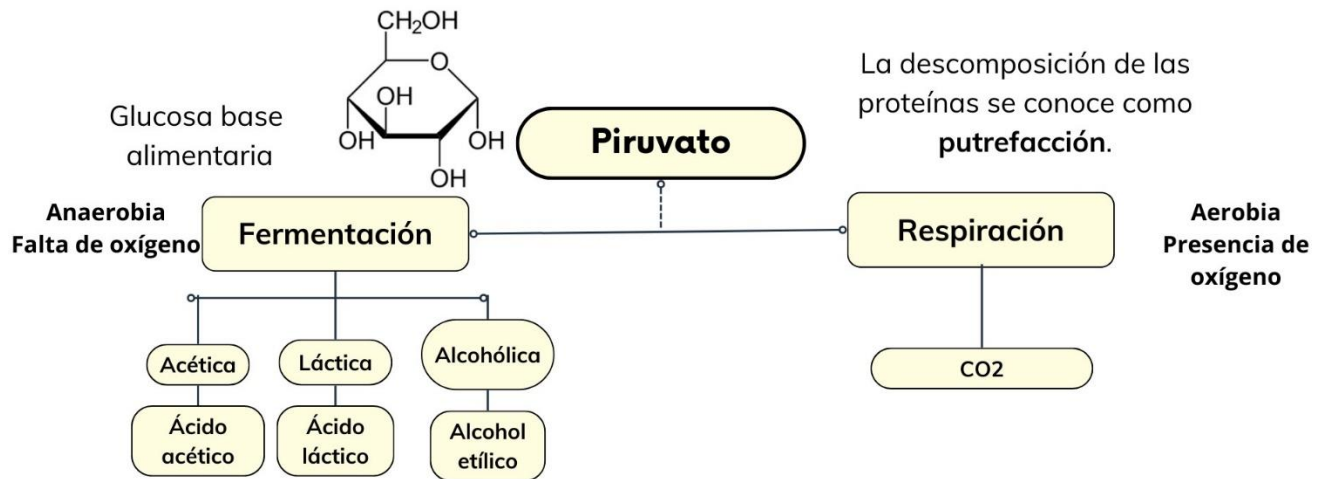 CH₂OH
O
OH
OH
OH
OH
Glucosa base
alimentaria
Piruvato
La descomposición de las
proteínas se conoce como
putrefacción.
Anaerobia
Falta de oxígeno
Fermentación
Respiración
Aerobia
Presencia de
oxígeno
Acética
Láctica
Alcohólica
CO2
Ácido
acético
Ácido
láctico
Alcohol
etílico